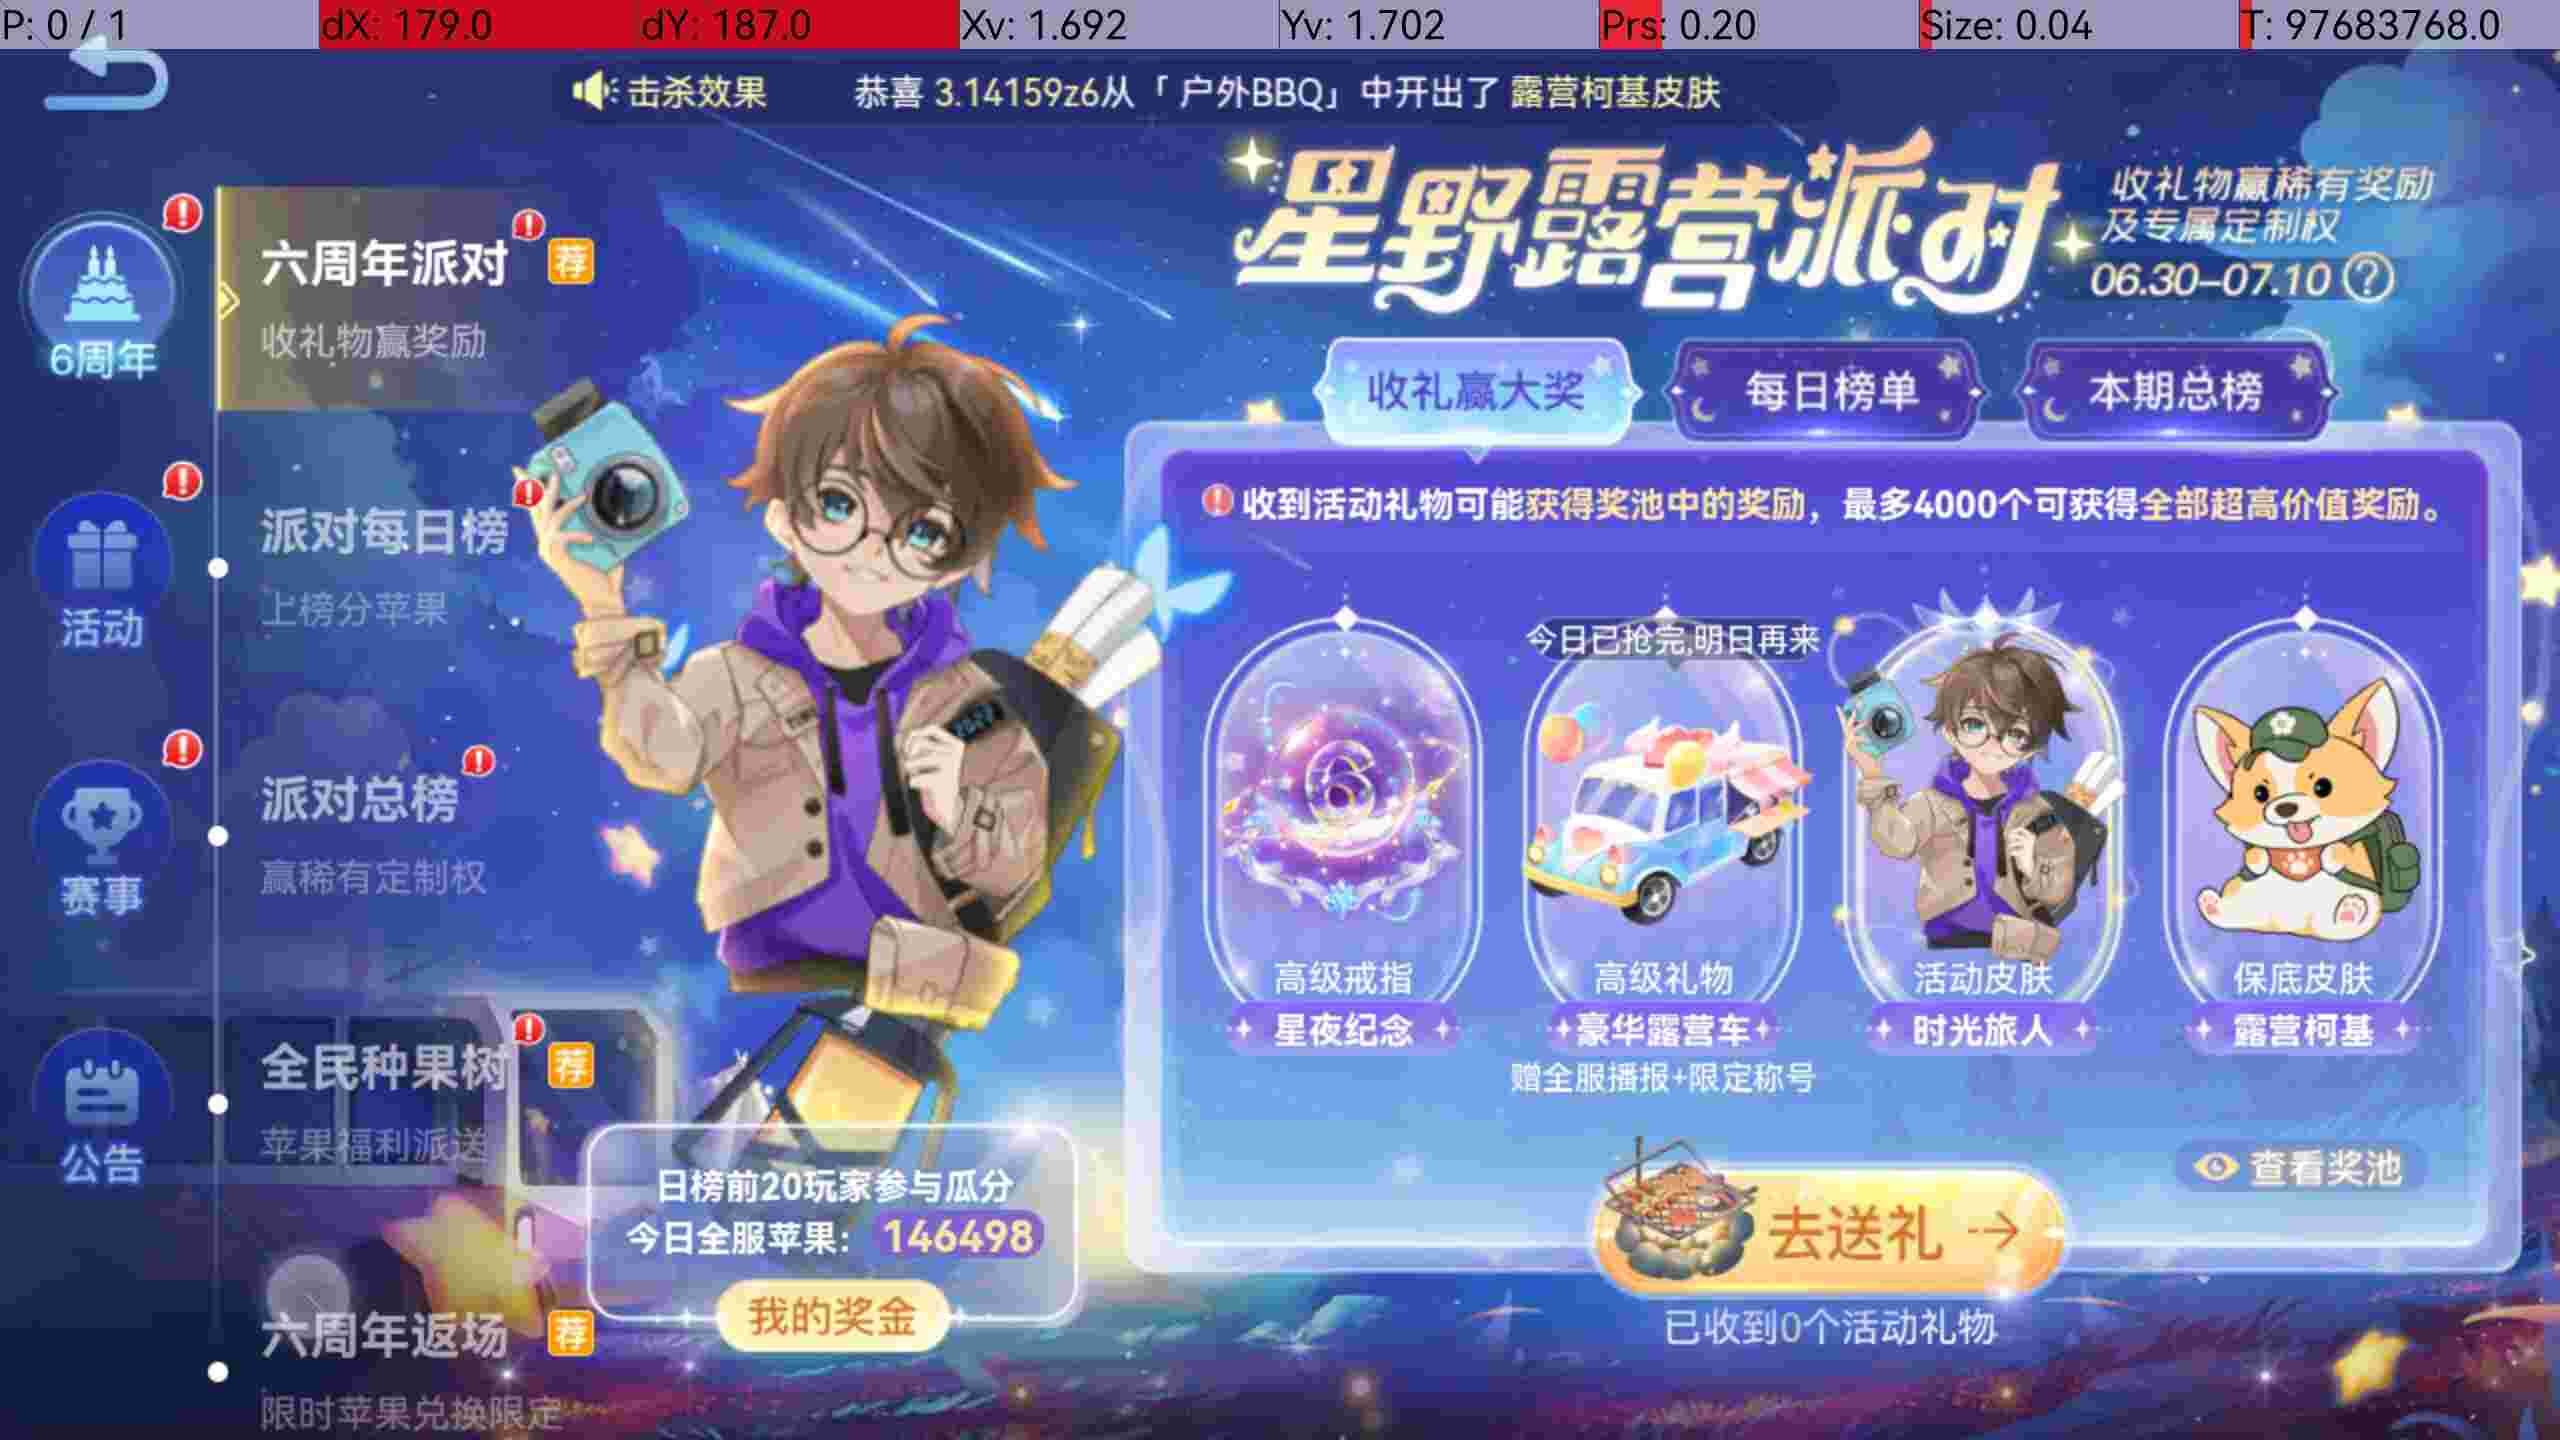 P: 0 / 1
dX: 179.0
dY: 187.0
Xv: 1.692
Yv: 1.702
Prs: 0.20
Size: 0.04
T: 97683768.0
击杀效果
恭喜 3.14159z6从「 户外BBQ」中开出了 露营柯基皮肤
星野露营派对
收礼物赢稀有奖励
及专属定制权
06.30-07.10 ?
6周年
活动
赛事
公告
六周年派对 荐
收礼物赢奖励
派对每日榜
上榜分苹果
派对总榜
赢稀有定制权
全民种果树 荐
苹果福利派送
六周年返场 荐
限时苹果兑换限定
日榜前20玩家参与瓜分
今日全服苹果： 146498
我的奖金
收礼赢大奖
每日榜单
本期总榜
收到活动礼物可能获得奖池中的奖励，最多4000个可获得全部超高价值奖励。
6
高级戒指
星夜纪念
今日已抢完,明日再来
高级礼物
豪华露营车
赠全服播报+限定称号
活动皮肤
时光旅人
保底皮肤
露营柯基
查看奖池
去送礼
已收到0个活动礼物